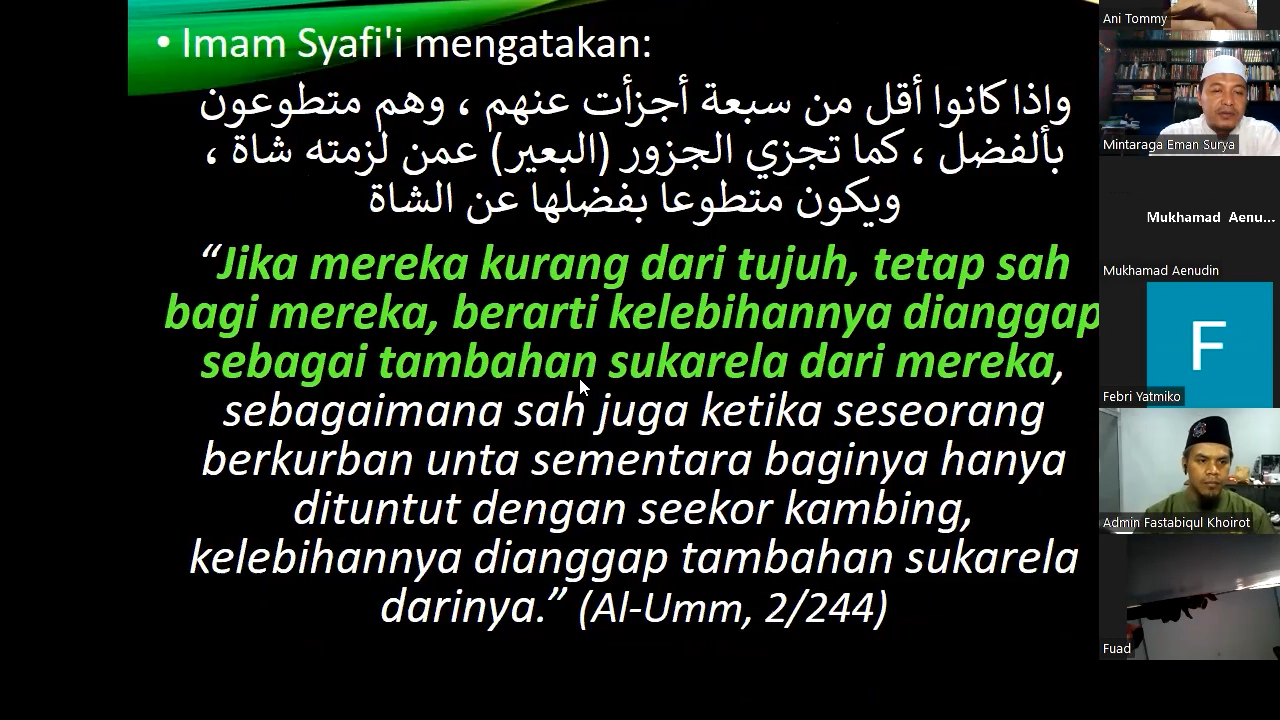 • Imam Syafi'i mengatakan:
واذا كانوا أقل من سبعة أجزأت عنهم ، وهم متطوعون
بألفضل ، كما تجزي الجزور (البعير) عمن لزمته شاة ،
ويكون متطوعا بفضلها عن الشاة
“Jika mereka kurang dari tujuh, tetap sah
bagi mereka, berarti kelebihannya dianggap
sebagai tambahan sukarela dari mereka,
sebagaimana sah juga ketika seseorang
berkurban unta sementara baginya hanya
dituntut dengan seekor kambing,
kelebihannya dianggap tambahan sukarela
darinya.” (Al-Umm, 2/244)
Ani Tommy
Mintaraga Eman Surya
Mukhamad Aenu...
Mukhamad Aenudin
F
Febri Yatmiko
Admin Fastabiqul Khoirot
Fuad